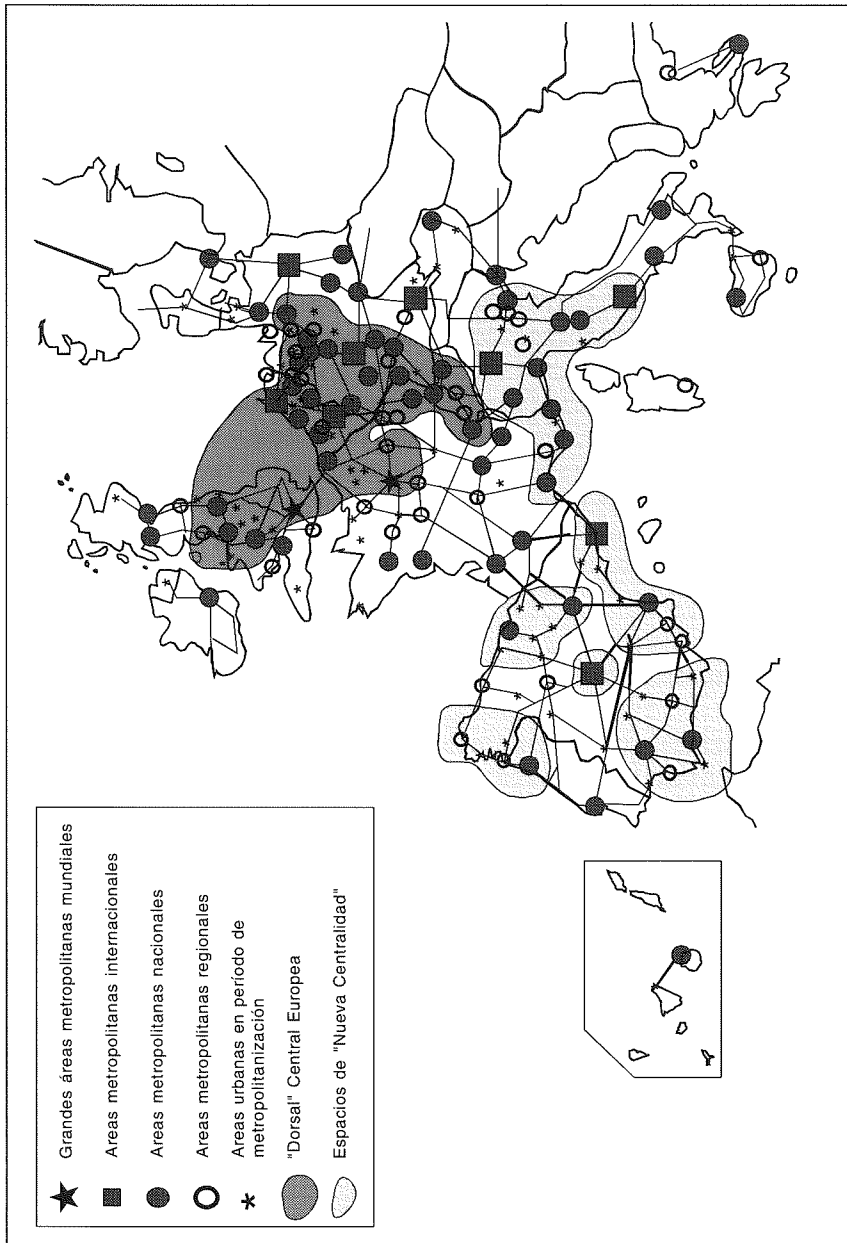 Grandes áreas metropolitanas mundiales
Areas metropolitanas internacionales
Areas metropolitanas nacionales
Areas metropolitanas regionales
Areas urbanas en período de
metropolitanización
"Dorsal" Central Europea
Espacios de "Nueva Centralidad"